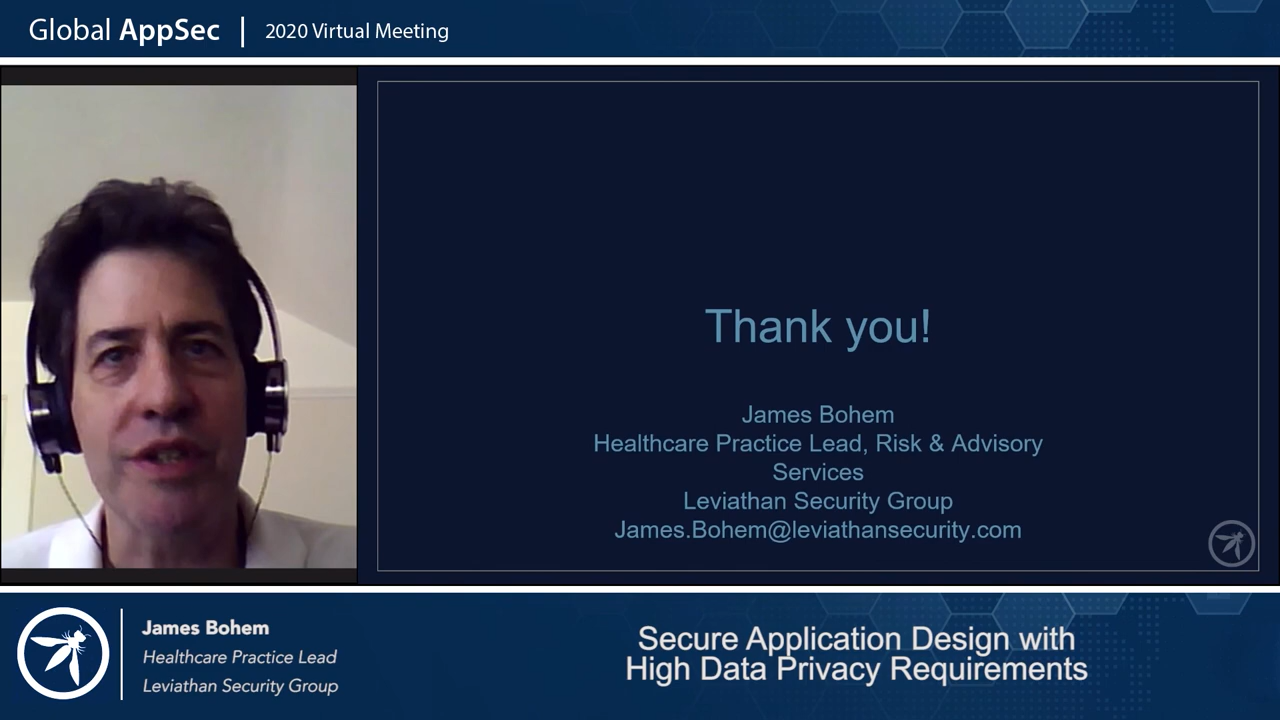 Global AppSec | 2020 Virtual Meeting
Thank you!
James Bohem
Healthcare Practice Lead, Risk & Advisory
Services
Leviathan Security Group
James.Bohem@leviathansecurity.com
James Bohem
Healthcare Practice Lead
Leviathan Security Group
Secure Application Design with
High Data Privacy Requirements